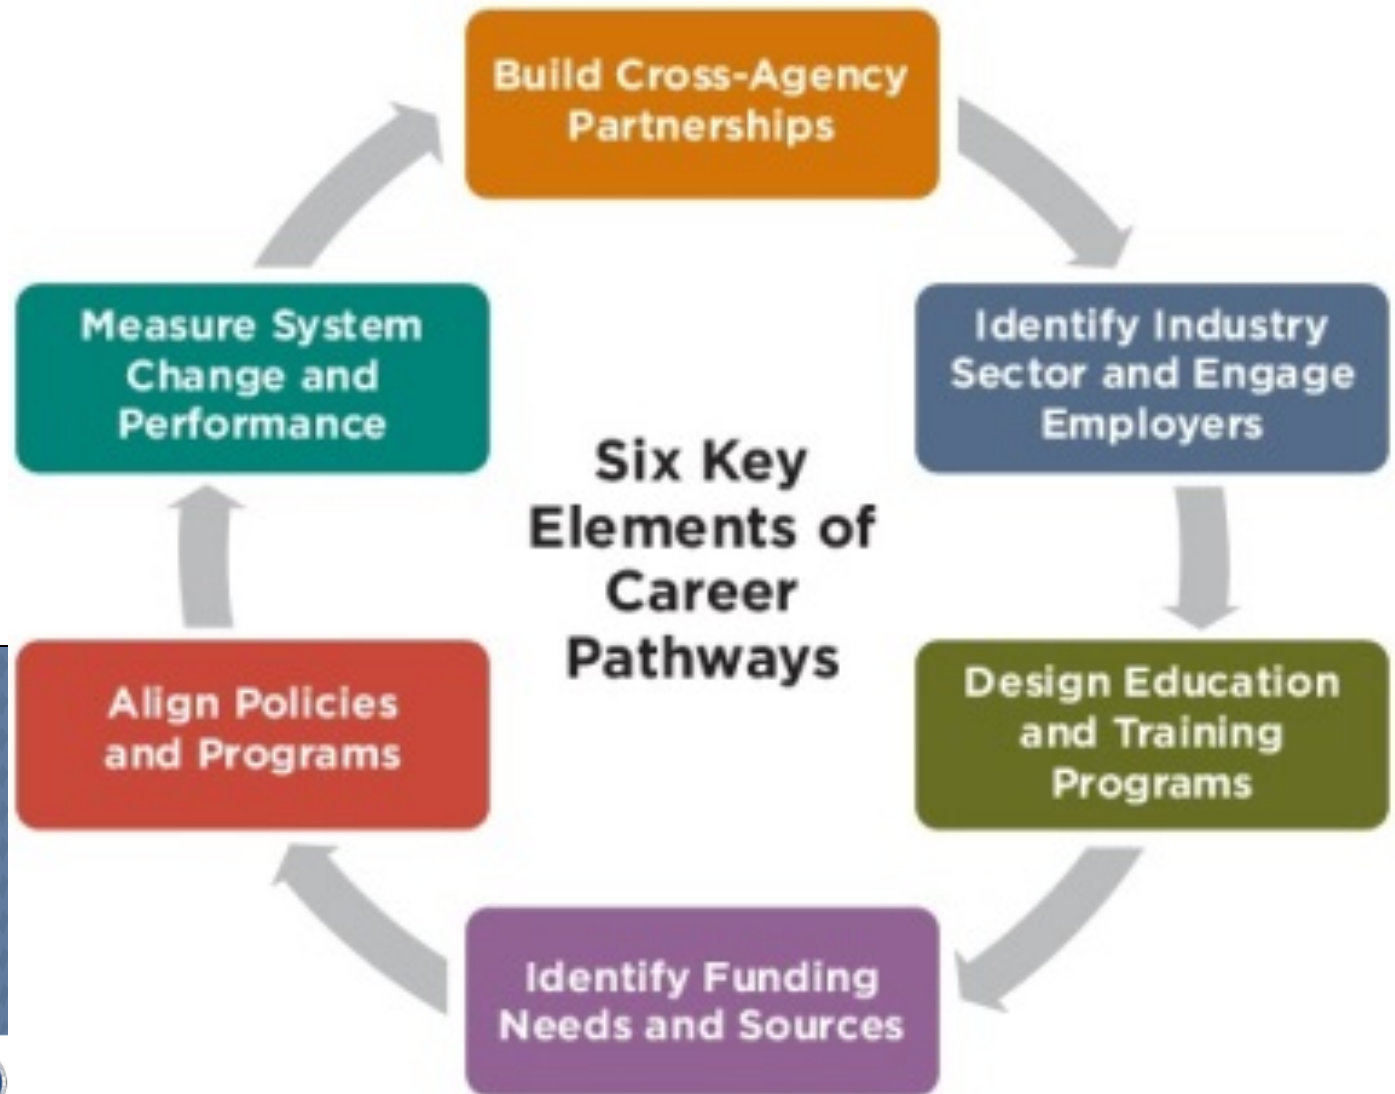 Build Cross-Agency
Partnerships
Identify Industry
Sector and Engage
Employers
Design Education
and Training
Programs
Identify Funding
Needs and Sources
Align Policies
and Programs
Measure System
Change and
Performance
Six Key
Elements of
Career
Pathways